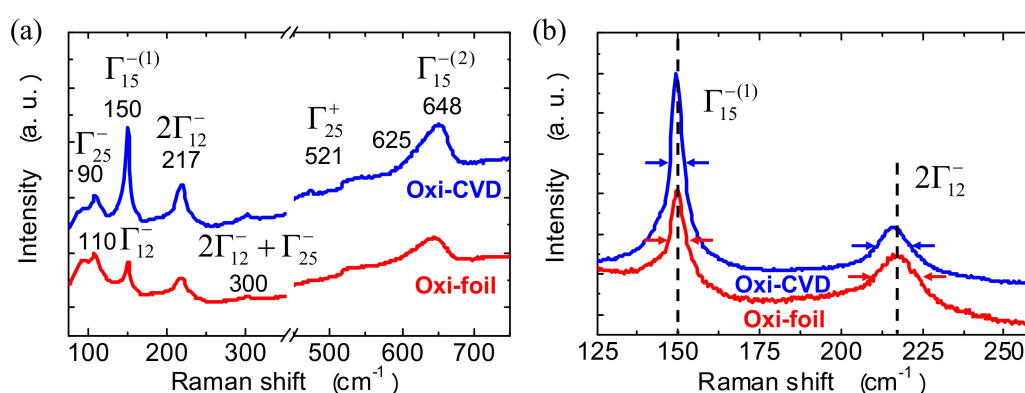 (a)
Intensity (a. u.)
Γ₁₅⁻⁽¹⁾
150
Γ₂₅⁻
90
2Γ₁₂⁻
217
Γ₂₅⁺
521
625
Γ₁₅⁻⁽²⁾
648
Oxi-CVD
110
Γ₁₂⁻
2Γ₁₂⁻ + Γ₂₅⁻
300
Oxi-foil
100 200 300 500 600 700
Raman shift (cm⁻¹)
(b)
Intensity (a. u.)
Γ₁₅⁻⁽¹⁾
2Γ₁₂⁻
Oxi-CVD
Oxi-foil
125 150 175 200 225 250
Raman shift (cm⁻¹)